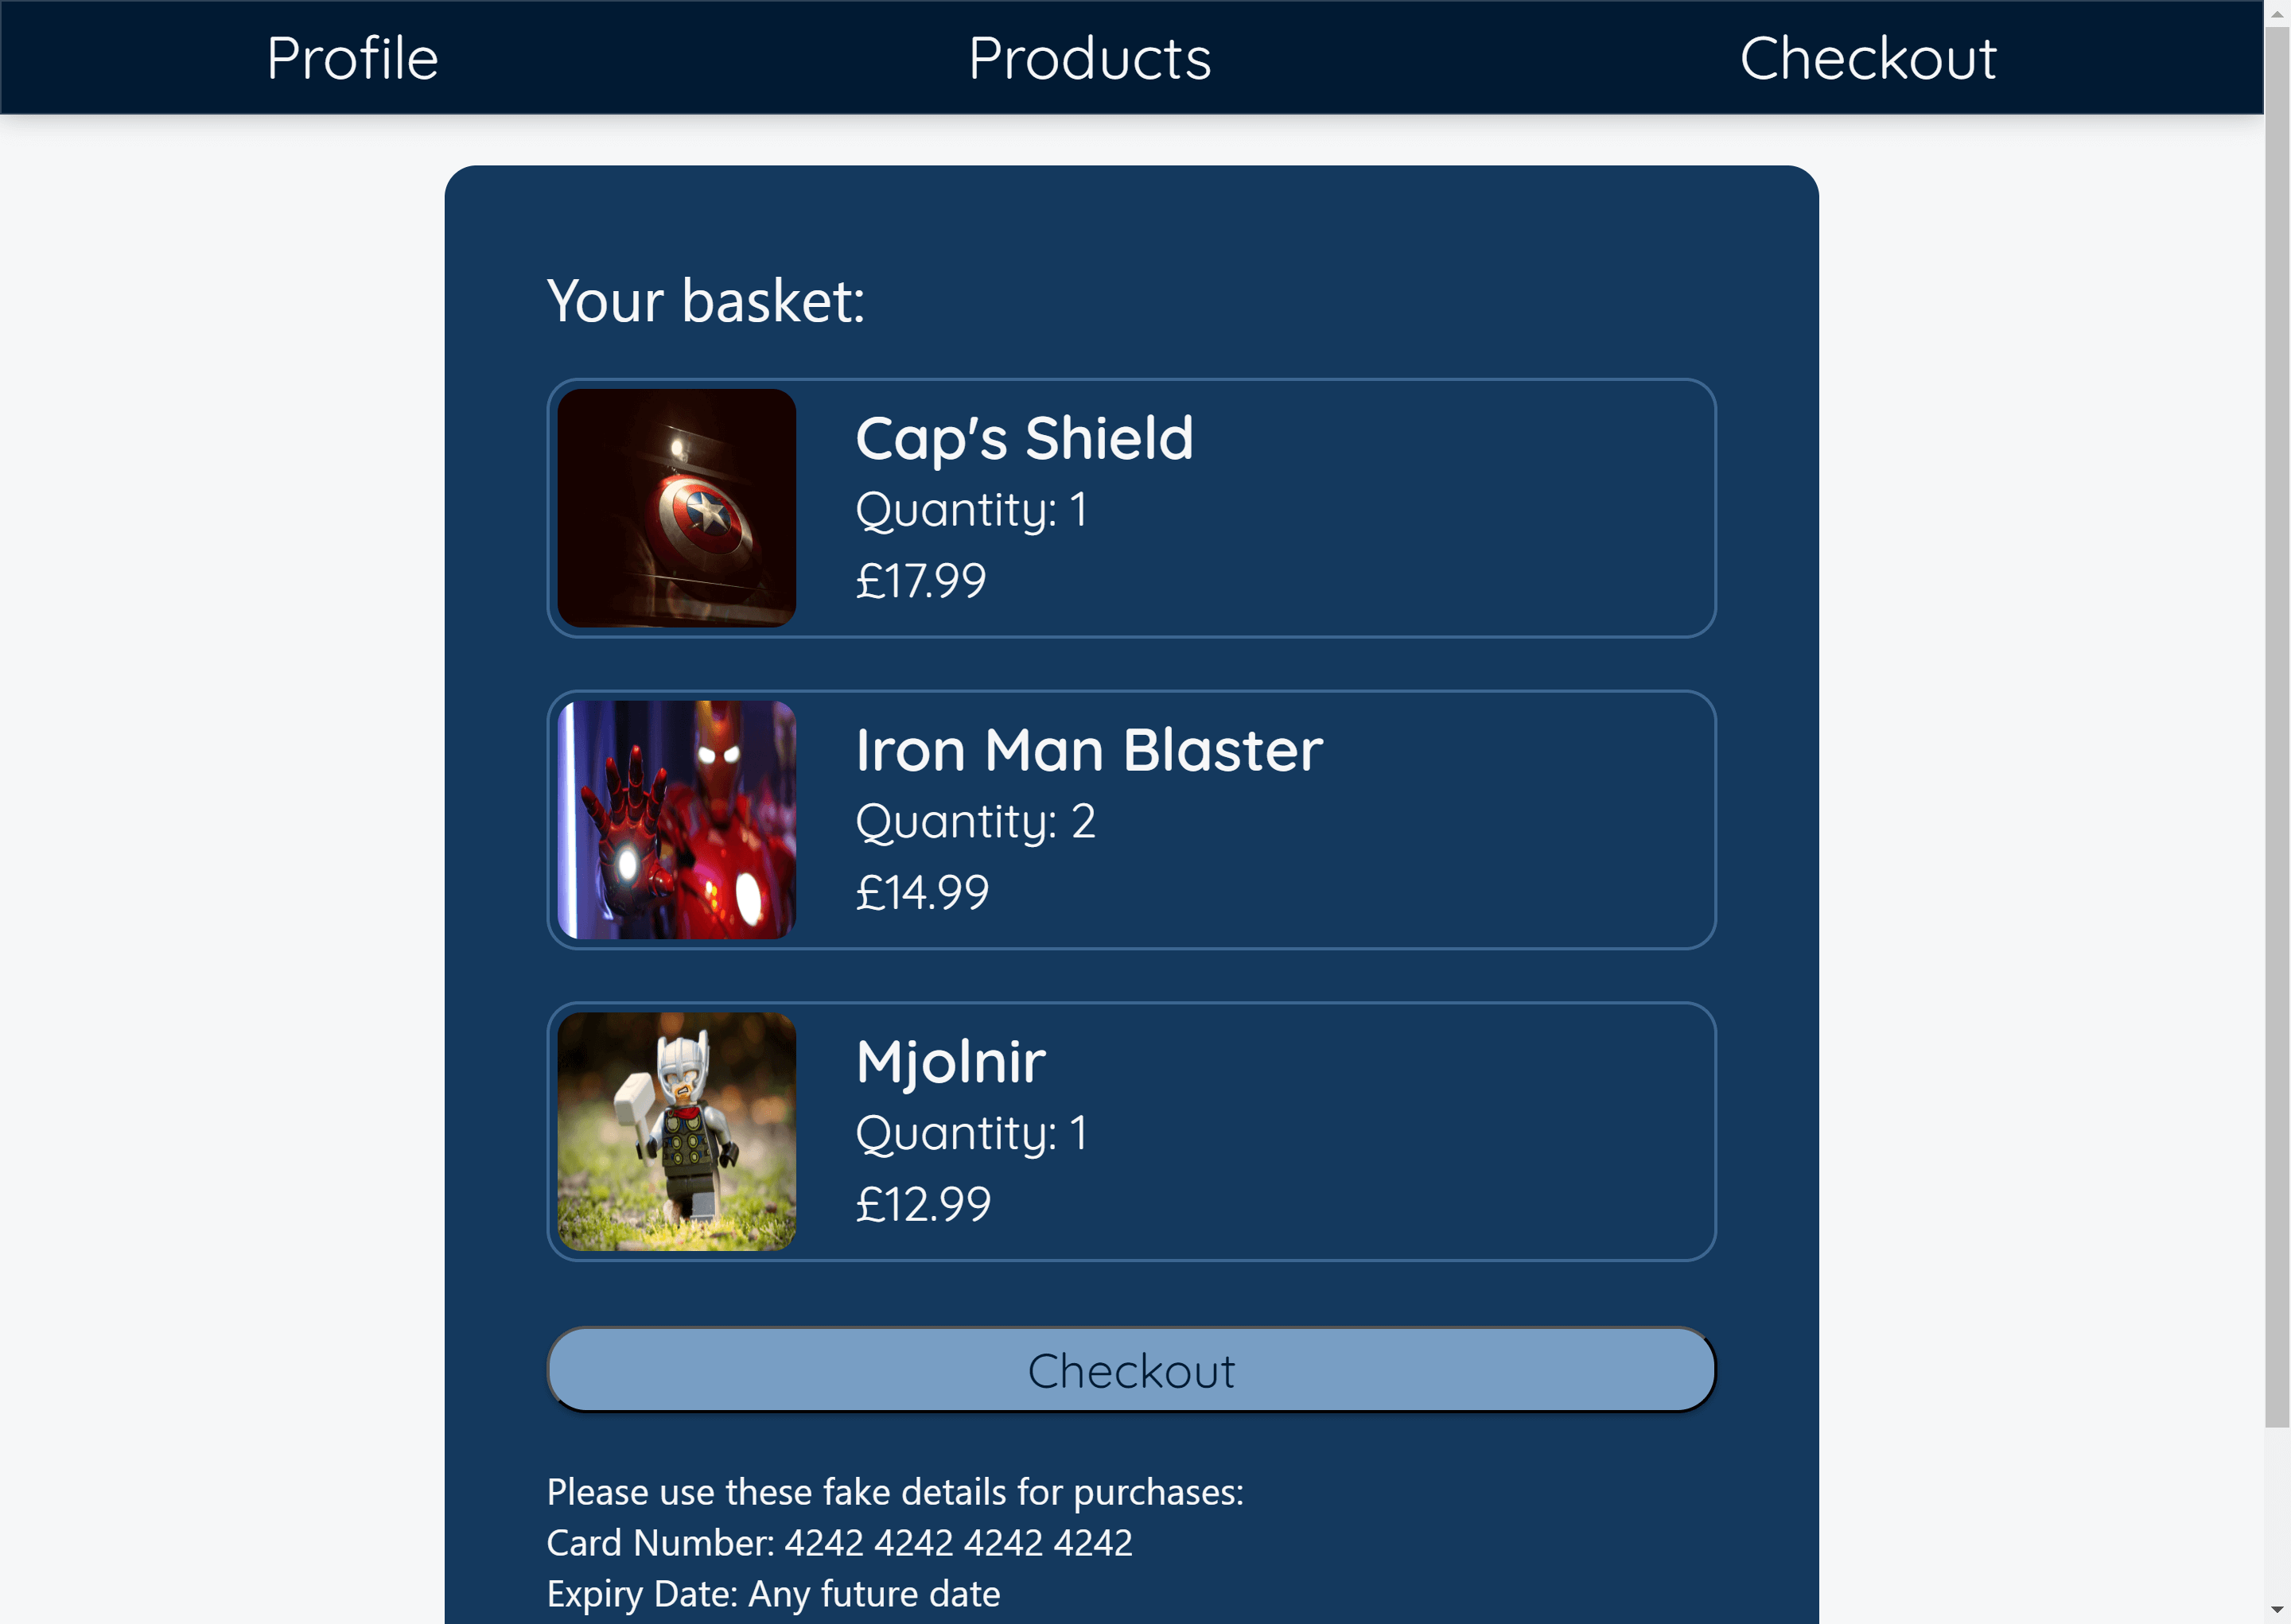 Profile
Products
Checkout
Your basket:
Cap's Shield
Quantity: 1
£17.99
Iron Man Blaster
Quantity: 2
£14.99
Mjolnir
Quantity: 1
£12.99
Checkout
Please use these fake details for purchases:
Card Number: 4242 4242 4242 4242
Expiry Date: Any future date